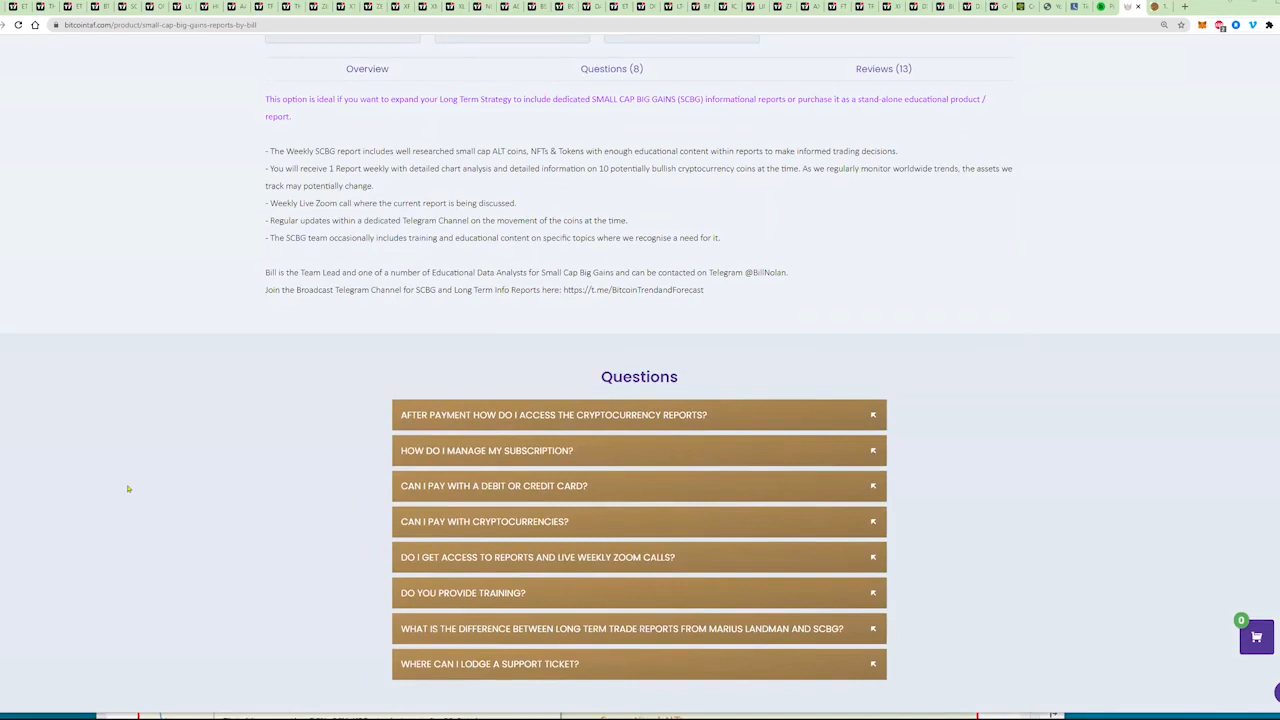 bitcointaf.com/product/small-cap-big-gains-reports-by-bill
Overview
Questions (8)
Reviews (13)
This option is ideal if you want to expand your Long Term Strategy to include dedicated SMALL CAP BIG GAINS (SCBG) informational reports or purchase it as a stand-alone educational product /
report.
- The Weekly SCBG report includes well researched small cap ALT coins, NFTs & Tokens with enough educational content within reports to make informed trading decisions.
- You will receive 1 Report weekly with detailed chart analysis and detailed information on 10 potentially bullish cryptocurrency coins at the time. As we regularly monitor worldwide trends, the assets we
track may potentially change.
- Weekly Live Zoom call where the current report is being discussed.
- Regular updates within a dedicated Telegram Channel on the movement of the coins at the time.
- The SCBG team occasionally includes training and educational content on specific topics where we recognise a need for it.
Bill is the Team Lead and one of a number of Educational Data Analysts for Small Cap Big Gains and can be contacted on Telegram @BillNolan.
Join the Broadcast Telegram Channel for SCBG and Long Term Info Reports here: https://t.me/BitcoinTrendandForecast
Questions
AFTER PAYMENT HOW DO I ACCESS THE CRYPTOCURRENCY REPORTS?
HOW DO I MANAGE MY SUBSCRIPTION?
CAN I PAY WITH A DEBIT OR CREDIT CARD?
CAN I PAY WITH CRYPTOCURRENCIES?
DO I GET ACCESS TO REPORTS AND LIVE WEEKLY ZOOM CALLS?
DO YOU PROVIDE TRAINING?
WHAT IS THE DIFFERENCE BETWEEN LONG TERM TRADE REPORTS FROM MARIUS LANDMAN AND SCBG?
WHERE CAN I LODGE A SUPPORT TICKET?
0